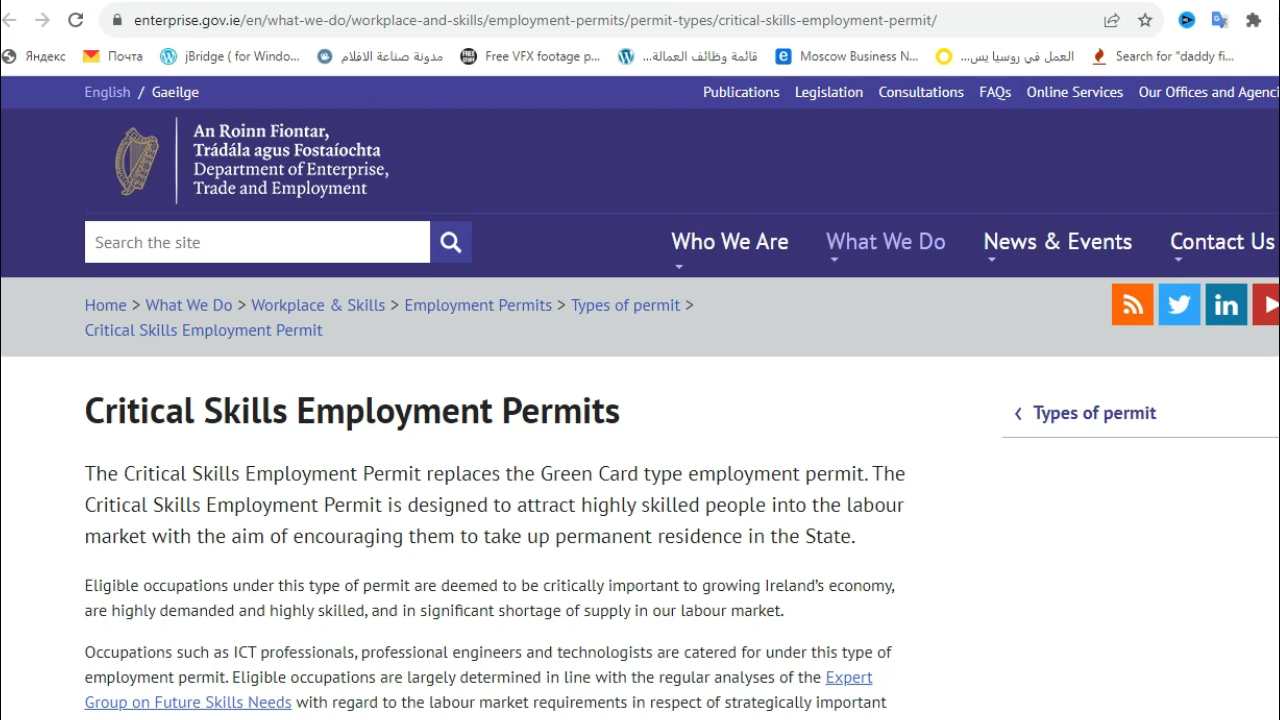 enterprise.gov.ie/en/what-we-do/workplace-and-skills/employment-permits/permit-types/critical-skills-employment-permit/
Яндекс Почта jBridge ( for Windo... مدونة صناعة الافلام Free VFX footage p... قائمة وظائف العمالة... Moscow Business N... العمل في روسيا يس... Search for "daddy fi...
English / Gaeilge Publications Legislation Consultations FAQs Online Services Our Offices and Agenci
An Roinn Fiontar,
Trádála agus Fostaíochta
Department of Enterprise,
Trade and Employment
Search the site Who We Are What We Do News & Events Contact Us
Home > What We Do > Workplace & Skills > Employment Permits > Types of permit >
Critical Skills Employment Permit
Critical Skills Employment Permits
Types of permit
The Critical Skills Employment Permit replaces the Green Card type employment permit. The
Critical Skills Employment Permit is designed to attract highly skilled people into the labour
market with the aim of encouraging them to take up permanent residence in the State.
Eligible occupations under this type of permit are deemed to be critically important to growing Ireland’s economy,
are highly demanded and highly skilled, and in significant shortage of supply in our labour market.
Occupations such as ICT professionals, professional engineers and technologists are catered for under this type of
employment permit. Eligible occupations are largely determined in line with the regular analyses of the Expert
Group on Future Skills Needs with regard to the labour market requirements in respect of strategically important